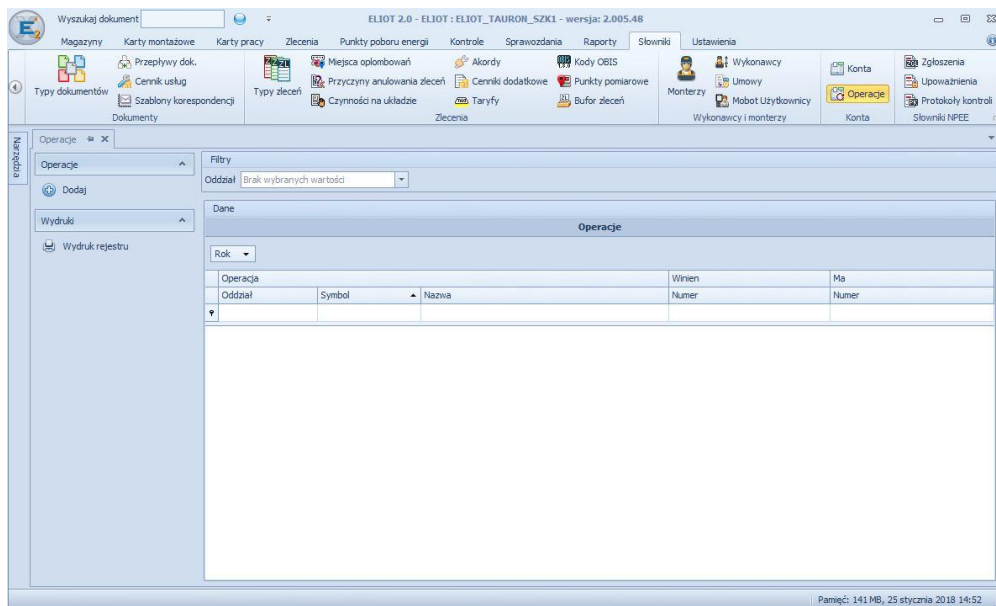 Wyszukaj dokument
ELIOT 2.0 - ELIOT : ELIOT_TAURON_SZK1 - wersja: 2.005.48
Magazyny Karty montażowe Karty pracy Zlecenia Punkty poboru energii Kontrole Sprawozdania Raporty Słowniki Ustawienia
Typy dokumentów
Przepływy dok.
Cennik usług
Szablony korespondencji
Dokumenty
Typy zleceń
Miejsca oplombowań
Przyczyny anulowania zleceń
Czynności na układzie
Akordy
Cenniki dodatkowe
Taryfy
Kody OBIS
Punkty pomiarowe
Bufor zleceń
Zlecenia
Monterzy
Wykonawcy
Umowy
Mobot Użytkownicy
Wykonawcy i monterzy
Konta
Operacje
Konta
Zgłoszenia
Upoważnienia
Protokoły kontroli
Słowniki NPEE
Narzędzia
Operacje
Operacje
Dodaj
Wydruki
Wydruk rejestru
Filtry
Oddział Brak wybranych wartości
Dane
Operacje
Rok
Operacja Winien Ma
Oddział Symbol Nazwa Numer Numer
Pamięć: 141 MB, 25 stycznia 2018 14:52